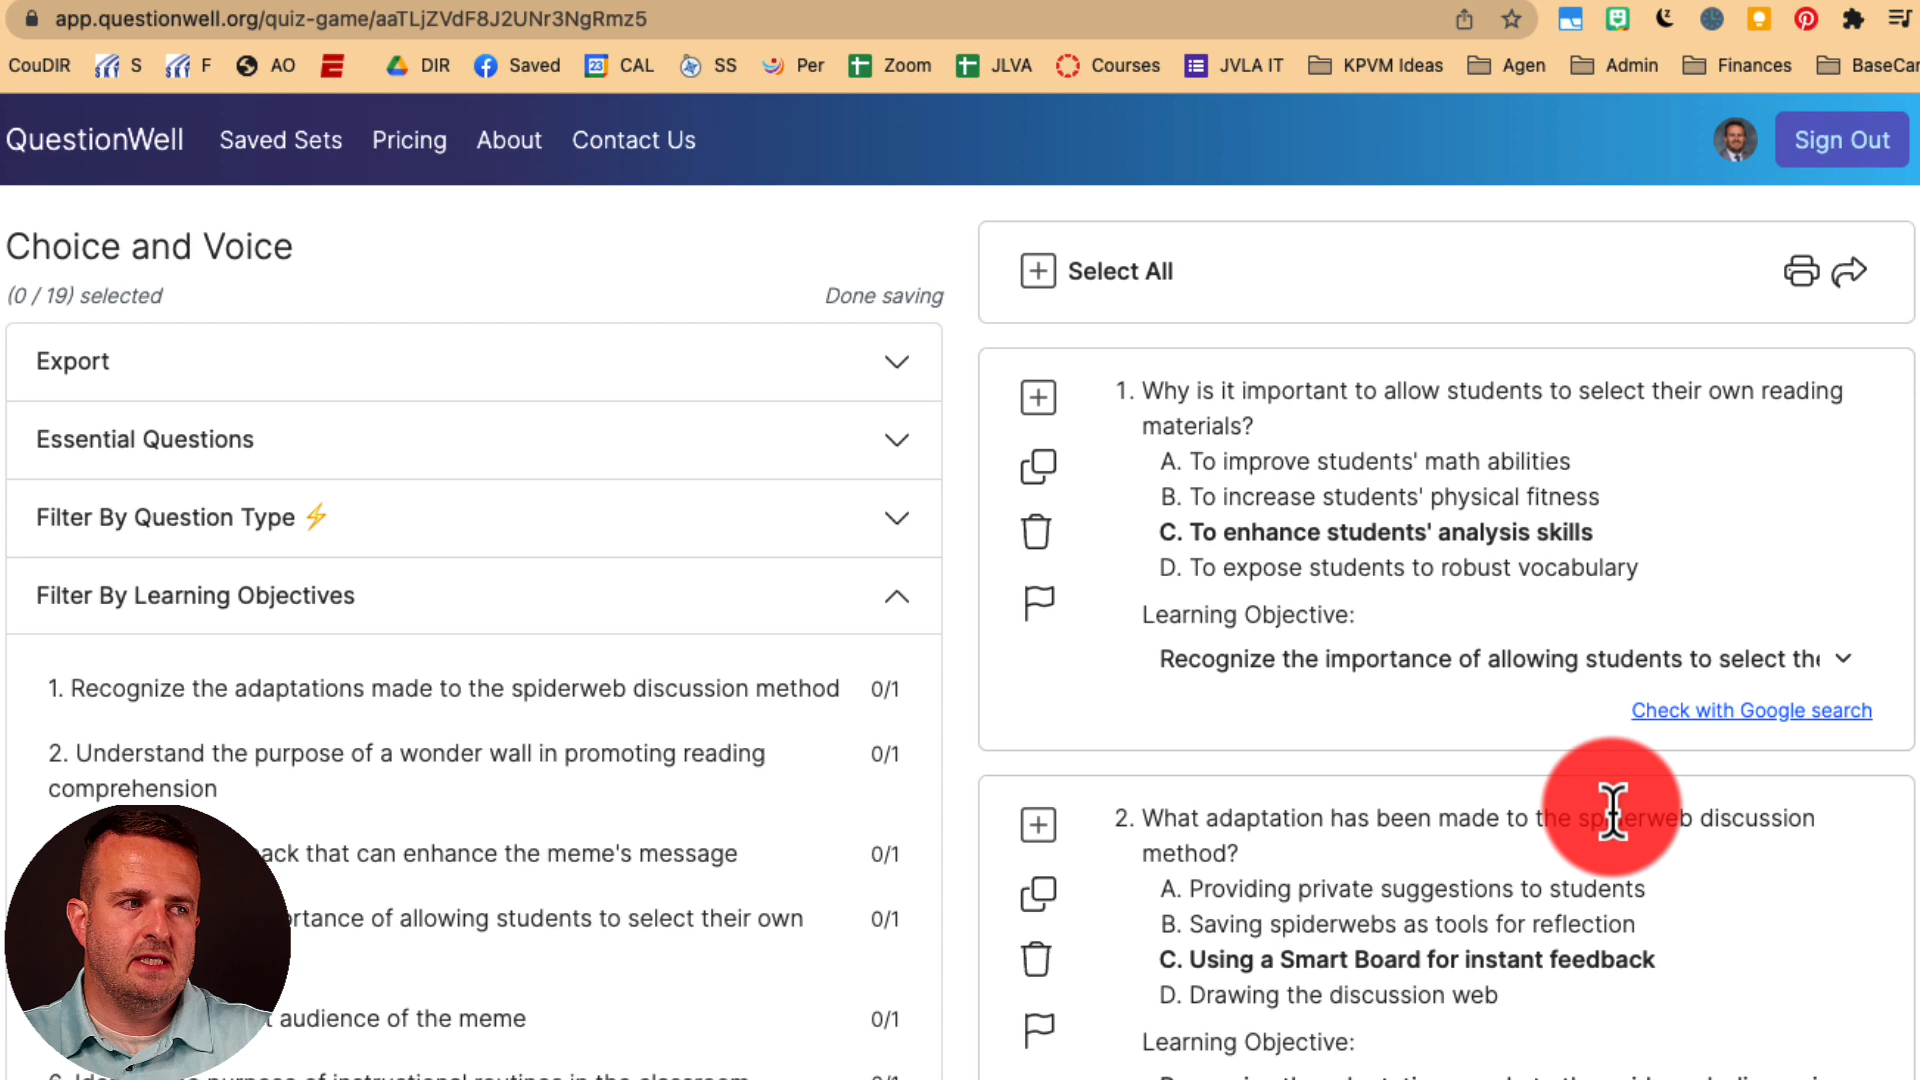 app.questionwell.org/quiz-game/aaTLjZVdF8J2UNr3NgRmz5
CouDIR S F AO DIR Saved 23 CAL SS Per Zoom JLVA Courses JVLA IT KPVM Ideas Agen Admin Finances BaseCa
QuestionWell Saved Sets Pricing About Contact Us Sign Out
Choice and Voice
(0 / 19) selected Done saving
Export
Essential Questions
Filter By Question Type ⚡
Filter By Learning Objectives
1. Recognize the adaptations made to the spiderweb discussion method 0/1
2. Understand the purpose of a wonder wall in promoting reading
comprehension 0/1
ack that can enhance the meme's message 0/1
rtance of allowing students to select their own 0/1
t audience of the meme 0/1
Select All
1. Why is it important to allow students to select their own reading
materials?
A. To improve students' math abilities
B. To increase students' physical fitness
C. To enhance students' analysis skills
D. To expose students to robust vocabulary
Learning Objective:
Recognize the importance of allowing students to select the
Check with Google search
2. What adaptation has been made to the spiderweb discussion
method?
A. Providing private suggestions to students
B. Saving spiderwebs as tools for reflection
C. Using a Smart Board for instant feedback
D. Drawing the discussion web
Learning Objective: